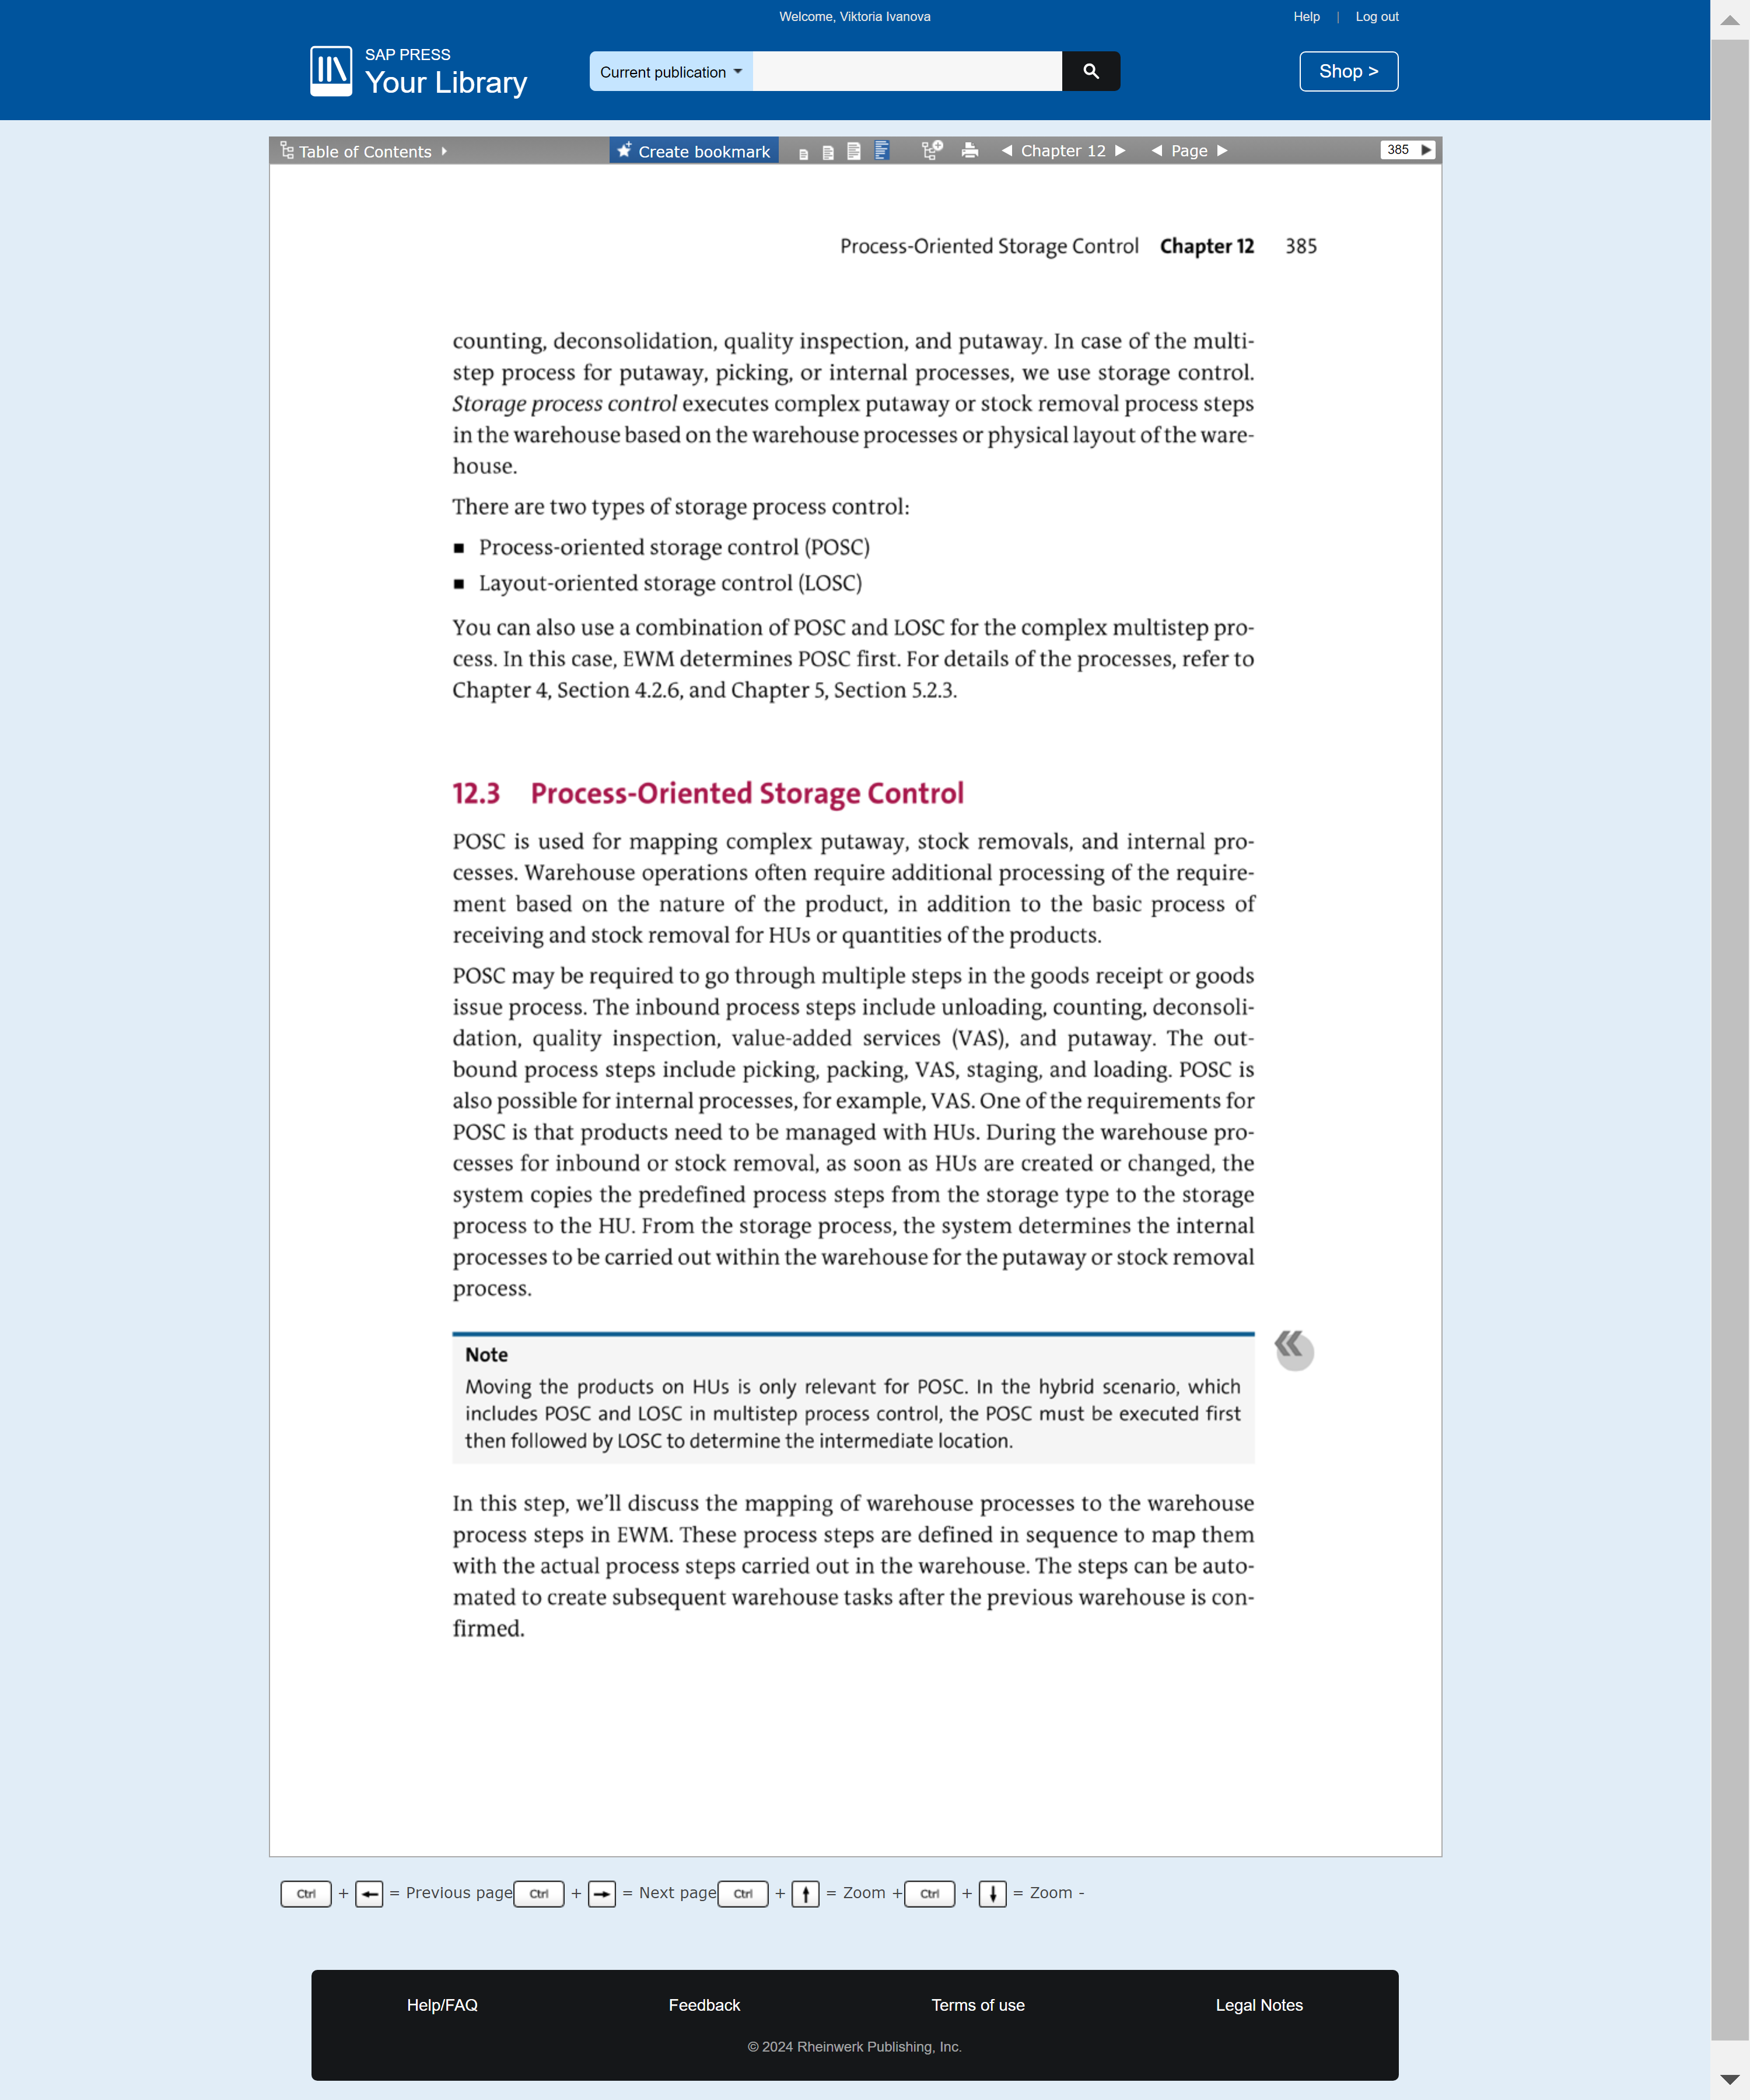 Welcome, Viktoria Ivanova
Help | Log out
SAP PRESS
Your Library
Current publication
Shop >
Table of Contents
Create bookmark
Chapter 12
Page
385
Process-Oriented Storage Control Chapter 12 385
counting, deconsolidation, quality inspection, and putaway. In case of the multi-
step process for putaway, picking, or internal processes, we use storage control.
Storage process control executes complex putaway or stock removal process steps
in the warehouse based on the warehouse processes or physical layout of the ware-
house.
There are two types of storage process control:
■ Process-oriented storage control (POSC)
■ Layout-oriented storage control (LOSC)
You can also use a combination of POSC and LOSC for the complex multistep pro-
cess. In this case, EWM determines POSC first. For details of the processes, refer to
Chapter 4, Section 4.2.6, and Chapter 5, Section 5.2.3.
12.3 Process-Oriented Storage Control
POSC is used for mapping complex putaway, stock removals, and internal pro-
cesses. Warehouse operations often require additional processing of the require-
ment based on the nature of the product, in addition to the basic process of
receiving and stock removal for HUs or quantities of the products.
POSC may be required to go through multiple steps in the goods receipt or goods
issue process. The inbound process steps include unloading, counting, deconsoli-
dation, quality inspection, value-added services (VAS), and putaway. The out-
bound process steps include picking, packing, VAS, staging, and loading. POSC is
also possible for internal processes, for example, VAS. One of the requirements for
POSC is that products need to be managed with HUs. During the warehouse pro-
cesses for inbound or stock removal, as soon as HUs are created or changed, the
system copies the predefined process steps from the storage type to the storage
process to the HU. From the storage process, the system determines the internal
processes to be carried out within the warehouse for the putaway or stock removal
process.
Note
Moving the products on HUs is only relevant for POSC. In the hybrid scenario, which
includes POSC and LOSC in multistep process control, the POSC must be executed first
then followed by LOSC to determine the intermediate location.
In this step, we'll discuss the mapping of warehouse processes to the warehouse
process steps in EWM. These process steps are defined in sequence to map them
with the actual process steps carried out in the warehouse. The steps can be auto-
mated to create subsequent warehouse tasks after the previous warehouse is con-
firmed.
Ctrl + ← = Previous page Ctrl + → = Next page Ctrl + ↑ = Zoom + Ctrl + ↓ = Zoom -
Help/FAQ Feedback Terms of use Legal Notes
© 2024 Rheinwerk Publishing, Inc.